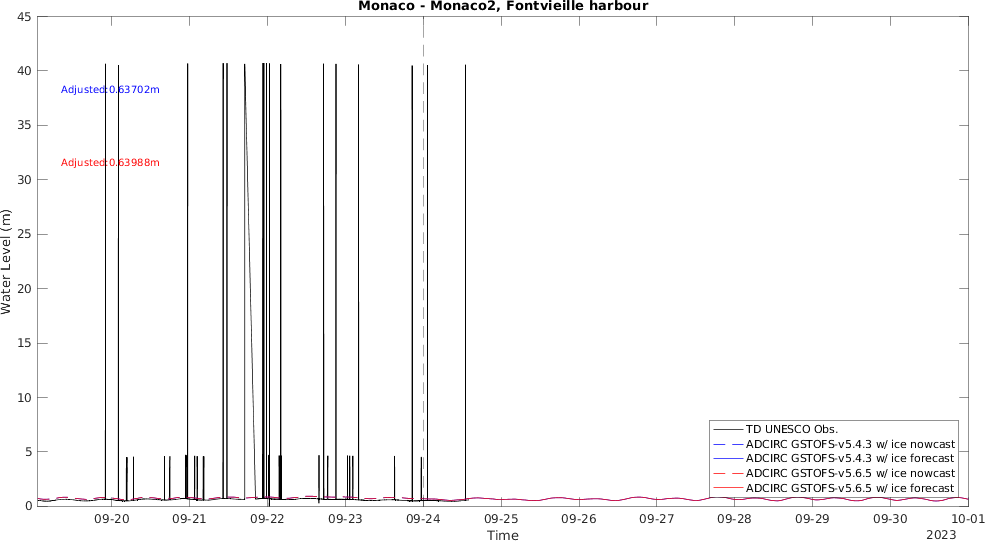 Monaco - Monaco2, Fontvieille harbour
45
40
35
30
25
20
15
10
5
0
Water Level (m)
Adjusted:0.63702m
Adjusted:0.63988m
TD UNESCO Obs.
ADCIRC GSTOFS-v5.4.3 w/ ice nowcast
ADCIRC GSTOFS-v5.4.3 w/ ice forecast
ADCIRC GSTOFS-v5.6.5 w/ ice nowcast
ADCIRC GSTOFS-v5.6.5 w/ ice forecast
09-20 09-21 09-22 09-23 09-24 09-25 09-26 09-27 09-28 09-29 09-30 10-01
Time
2023